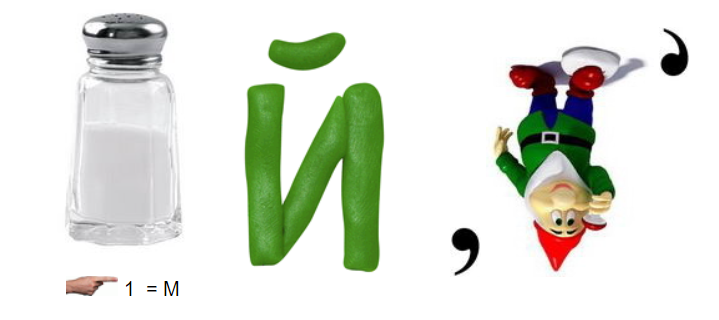 Й , ,
1 = M